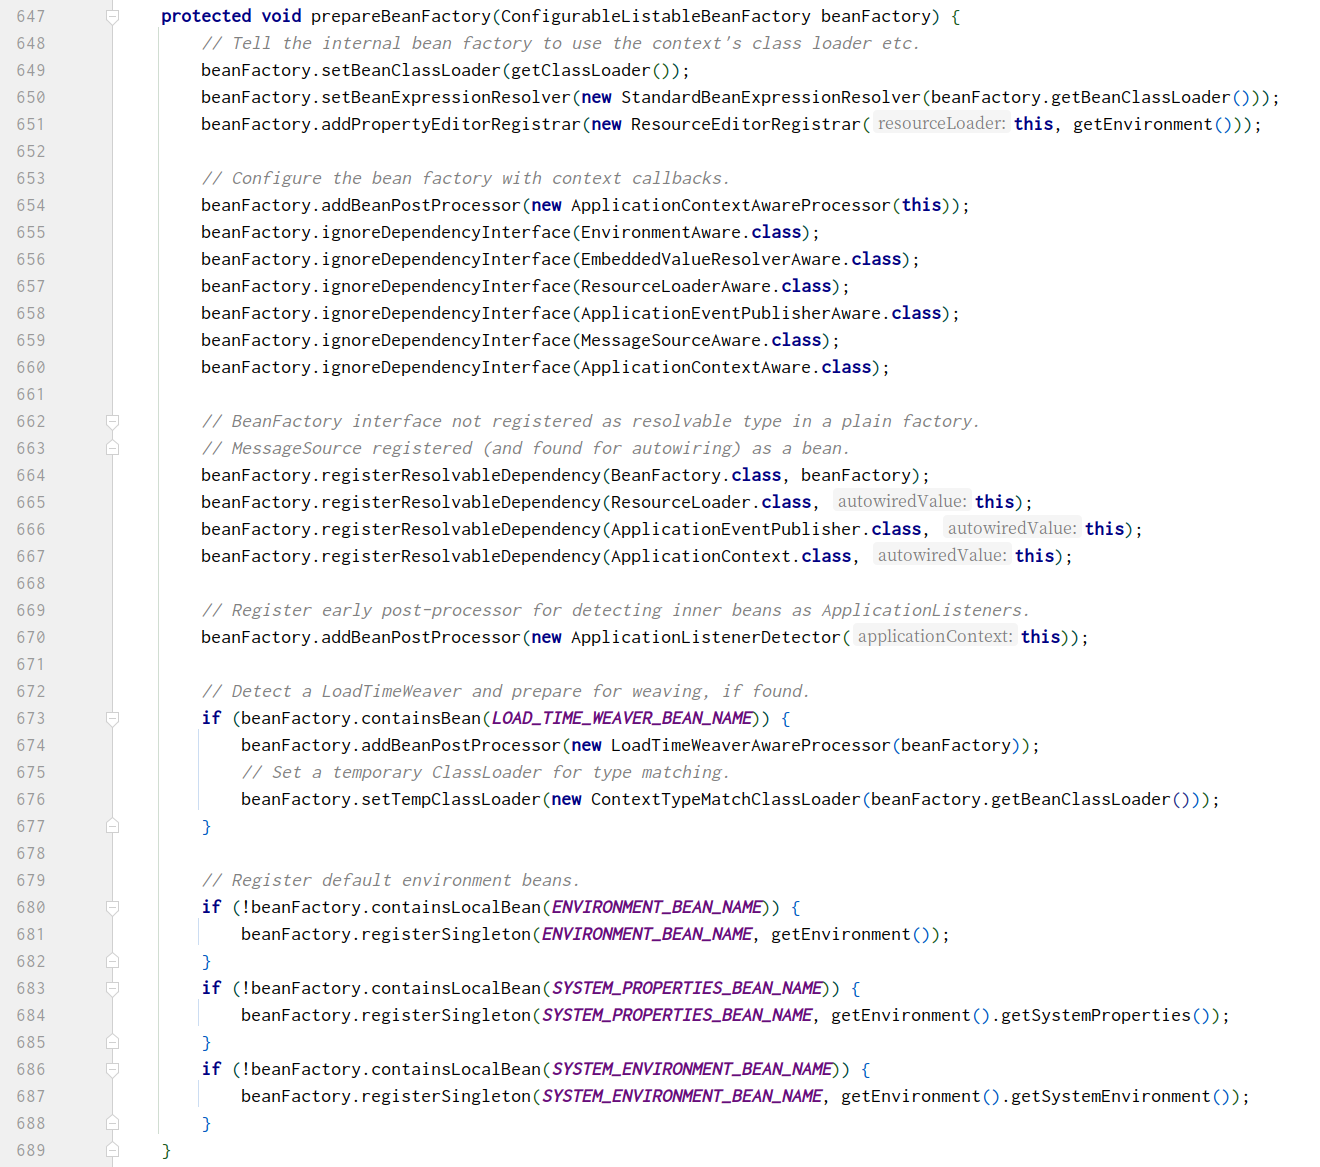 647 protected void prepareBeanFactory(ConfigurableListableBeanFactory beanFactory) {
648 // Tell the internal bean factory to use the context's class loader etc.
649 beanFactory.setBeanClassLoader(getClassLoader());
650 beanFactory.setBeanExpressionResolver(new StandardBeanExpressionResolver(beanFactory.getBeanClassLoader()));
651 beanFactory.addPropertyEditorRegistrar(new ResourceEditorRegistrar( resourceLoader: this, getEnvironment()));
652
653 // Configure the bean factory with context callbacks.
654 beanFactory.addBeanPostProcessor(new ApplicationContextAwareProcessor(this));
655 beanFactory.ignoreDependencyInterface(EnvironmentAware.class);
656 beanFactory.ignoreDependencyInterface(EmbeddedValueResolverAware.class);
657 beanFactory.ignoreDependencyInterface(ResourceLoaderAware.class);
658 beanFactory.ignoreDependencyInterface(ApplicationEventPublisherAware.class);
659 beanFactory.ignoreDependencyInterface(MessageSourceAware.class);
660 beanFactory.ignoreDependencyInterface(ApplicationContextAware.class);
661
662 // BeanFactory interface not registered as resolvable type in a plain factory.
663 // MessageSource registered (and found for autowiring) as a bean.
664 beanFactory.registerResolvableDependency(BeanFactory.class, beanFactory);
665 beanFactory.registerResolvableDependency(ResourceLoader.class, autowiredValue: this);
666 beanFactory.registerResolvableDependency(ApplicationEventPublisher.class, autowiredValue: this);
667 beanFactory.registerResolvableDependency(ApplicationContext.class, autowiredValue: this);
668
669 // Register early post-processor for detecting inner beans as ApplicationListeners.
670 beanFactory.addBeanPostProcessor(new ApplicationListenerDetector( applicationContext: this));
671
672 // Detect a LoadTimeWeaver and prepare for weaving, if found.
673 if (beanFactory.containsBean(LOAD_TIME_WEAVER_BEAN_NAME)) {
674 beanFactory.addBeanPostProcessor(new LoadTimeWeaverAwareProcessor(beanFactory));
675 // Set a temporary ClassLoader for type matching.
676 beanFactory.setTempClassLoader(new ContextTypeMatchClassLoader(beanFactory.getBeanClassLoader()));
677 }
678
679 // Register default environment beans.
680 if (!beanFactory.containsLocalBean(ENVIRONMENT_BEAN_NAME)) {
681 beanFactory.registerSingleton(ENVIRONMENT_BEAN_NAME, getEnvironment());
682 }
683 if (!beanFactory.containsLocalBean(SYSTEM_PROPERTIES_BEAN_NAME)) {
684 beanFactory.registerSingleton(SYSTEM_PROPERTIES_BEAN_NAME, getEnvironment().getSystemProperties());
685 }
686 if (!beanFactory.containsLocalBean(SYSTEM_ENVIRONMENT_BEAN_NAME)) {
687 beanFactory.registerSingleton(SYSTEM_ENVIRONMENT_BEAN_NAME, getEnvironment().getSystemEnvironment());
688 }
689 }